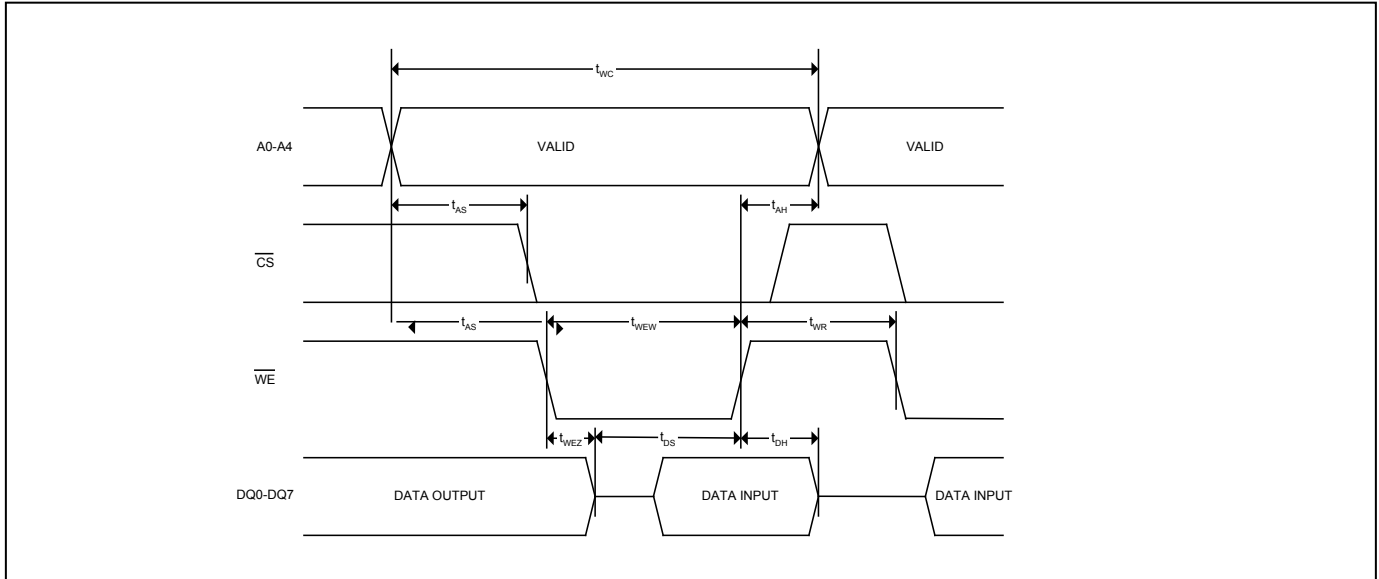 tWC
A0-A4 VALID VALID
tAS tAH
CS
tAS tWEW tWR
WE
tWEZ tDS tDH
DQ0-DQ7 DATA OUTPUT DATA INPUT DATA INPUT